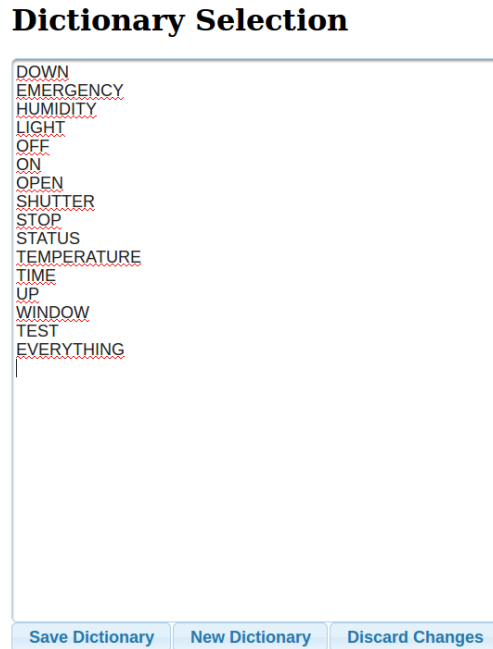 Dictionary Selection
DOWN
EMERGENCY
HUMIDITY
LIGHT
OFF
ON
OPEN
SHUTTER
STOP
STATUS
TEMPERATURE
TIME
UP
WINDOW
TEST
EVERYTHING
Save Dictionary New Dictionary Discard Changes